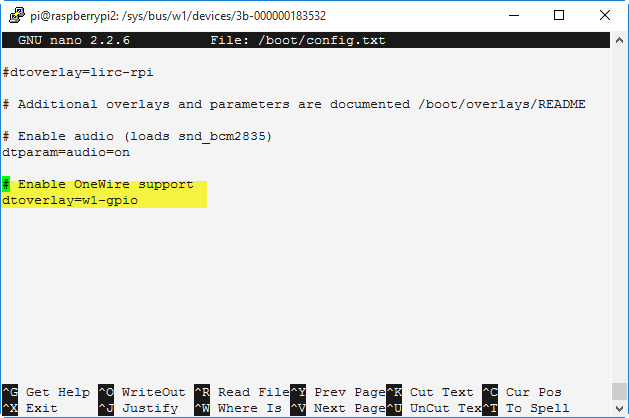 pi@raspberrypi2: /sys/bus/w1/devices/3b-000000183532
GNU nano 2.2.6 File: /boot/config.txt
#dtoverlay=lirc-rpi
# Additional overlays and parameters are documented /boot/overlays/README
# Enable audio (loads snd_bcm2835)
dtparam=audio=on
# Enable OneWire support
dtoverlay=w1-gpio
^G Get Help ^O WriteOut ^R Read File^Y Prev Page^K Cut Text ^C Cur Pos
^X Exit ^J Justify ^W Where Is ^V Next Page^U UnCut Tex^T To Spell